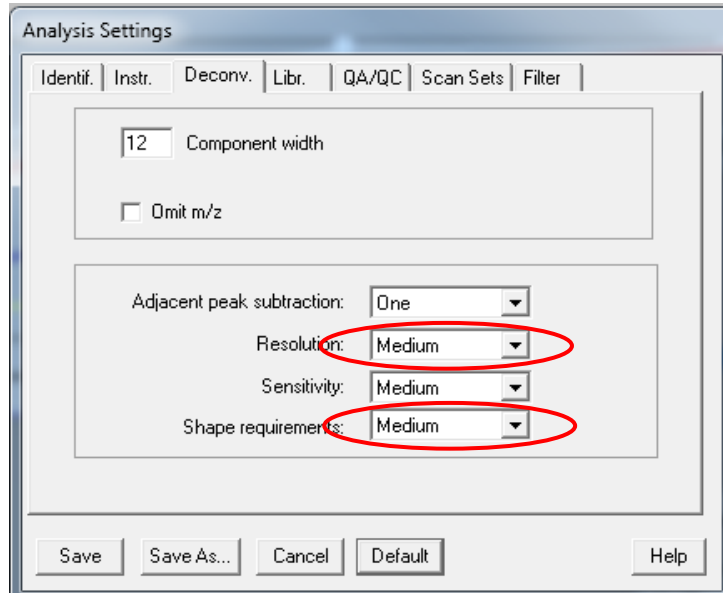 Analysis Settings
Identif. Instr. Deconv. Libr. QA/QC Scan Sets Filter
12 Component width
Omit m/z
Adjacent peak subtraction: One
Resolution: Medium
Sensitivity: Medium
Shape requirements: Medium
Save Save As... Cancel Default Help